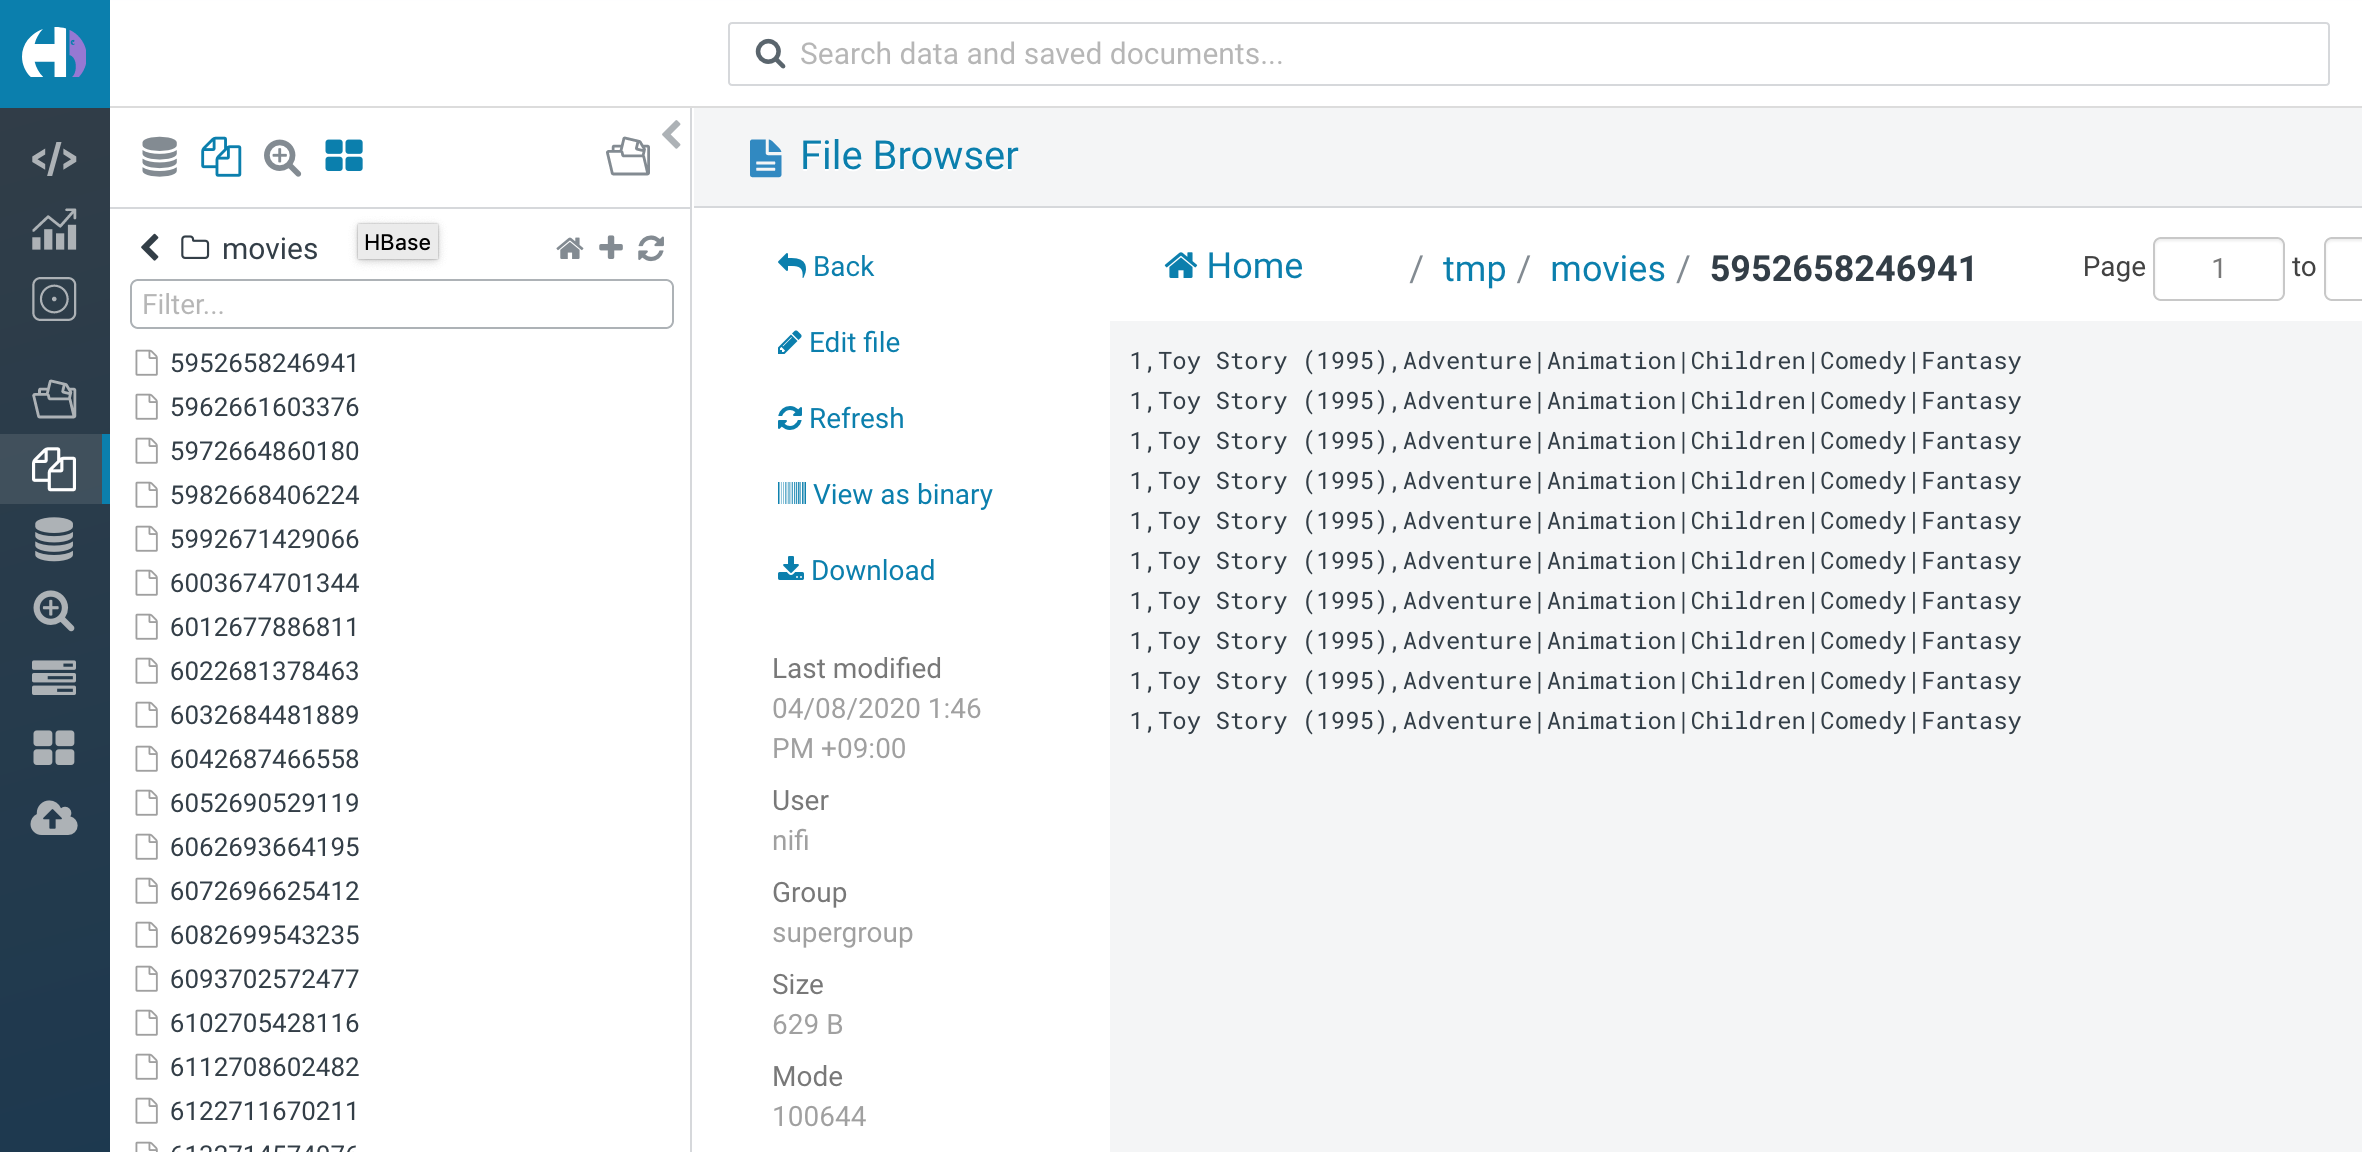 Search data and saved documents...
movies
HBase
Filter...
5952658246941
5962661603376
5972664860180
5982668406224
5992671429066
6003674701344
6012677886811
6022681378463
6032684481889
6042687466558
6052690529119
6062693664195
6072696625412
6082699543235
6093702572477
6102705428116
6112708602482
6122711670211
File Browser
Back
Edit file
Refresh
View as binary
Download
Last modified
04/08/2020 1:46
PM +09:00
User
nifi
Group
supergroup
Size
629 B
Mode
100644
Home / tmp / movies / 5952658246941
Page 1 to
1,Toy Story (1995),Adventure|Animation|Children|Comedy|Fantasy
1,Toy Story (1995),Adventure|Animation|Children|Comedy|Fantasy
1,Toy Story (1995),Adventure|Animation|Children|Comedy|Fantasy
1,Toy Story (1995),Adventure|Animation|Children|Comedy|Fantasy
1,Toy Story (1995),Adventure|Animation|Children|Comedy|Fantasy
1,Toy Story (1995),Adventure|Animation|Children|Comedy|Fantasy
1,Toy Story (1995),Adventure|Animation|Children|Comedy|Fantasy
1,Toy Story (1995),Adventure|Animation|Children|Comedy|Fantasy
1,Toy Story (1995),Adventure|Animation|Children|Comedy|Fantasy
1,Toy Story (1995),Adventure|Animation|Children|Comedy|Fantasy